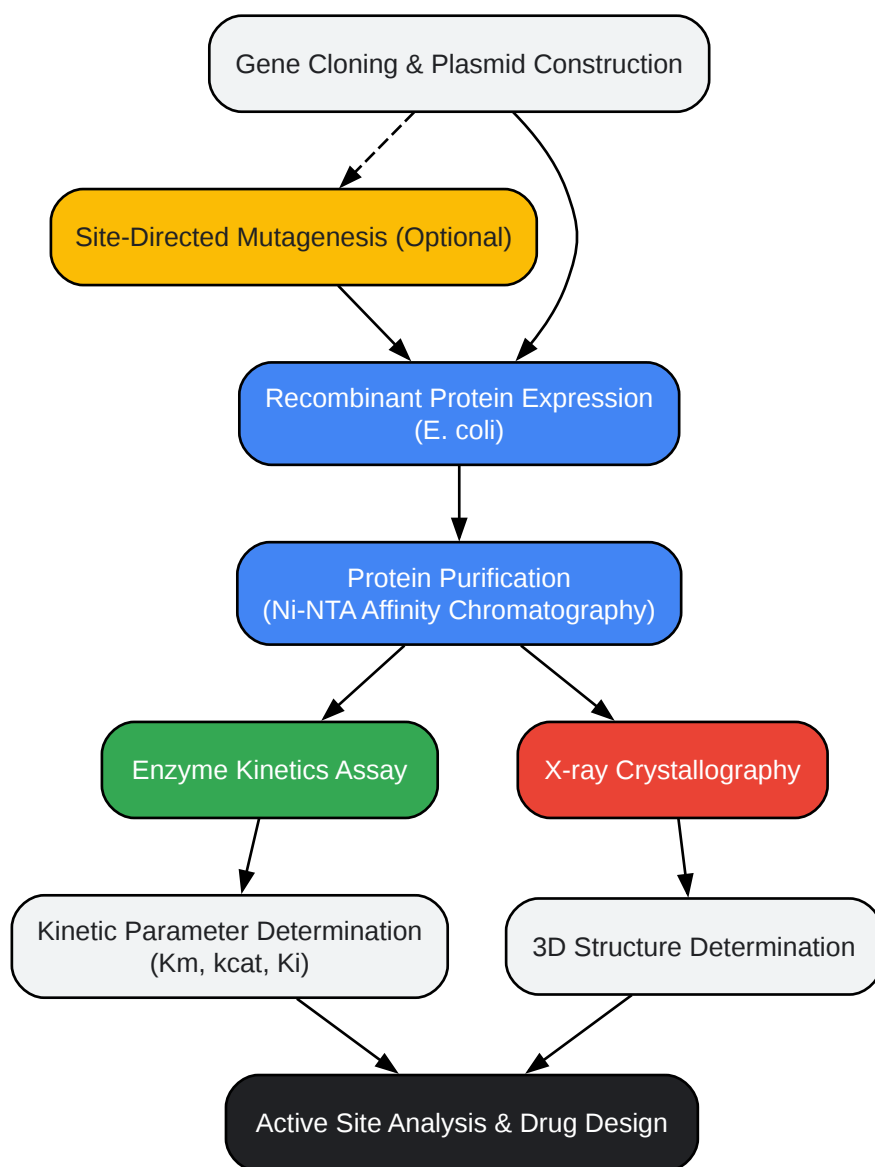 Gene Cloning & Plasmid Construction
Site-Directed Mutagenesis (Optional)
Recombinant Protein Expression
(E. coli)
Protein Purification
(Ni-NTA Affinity Chromatography)
Enzyme Kinetics Assay
X-ray Crystallography
Kinetic Parameter Determination
(Km, kcat, Ki)
3D Structure Determination
Active Site Analysis & Drug Design